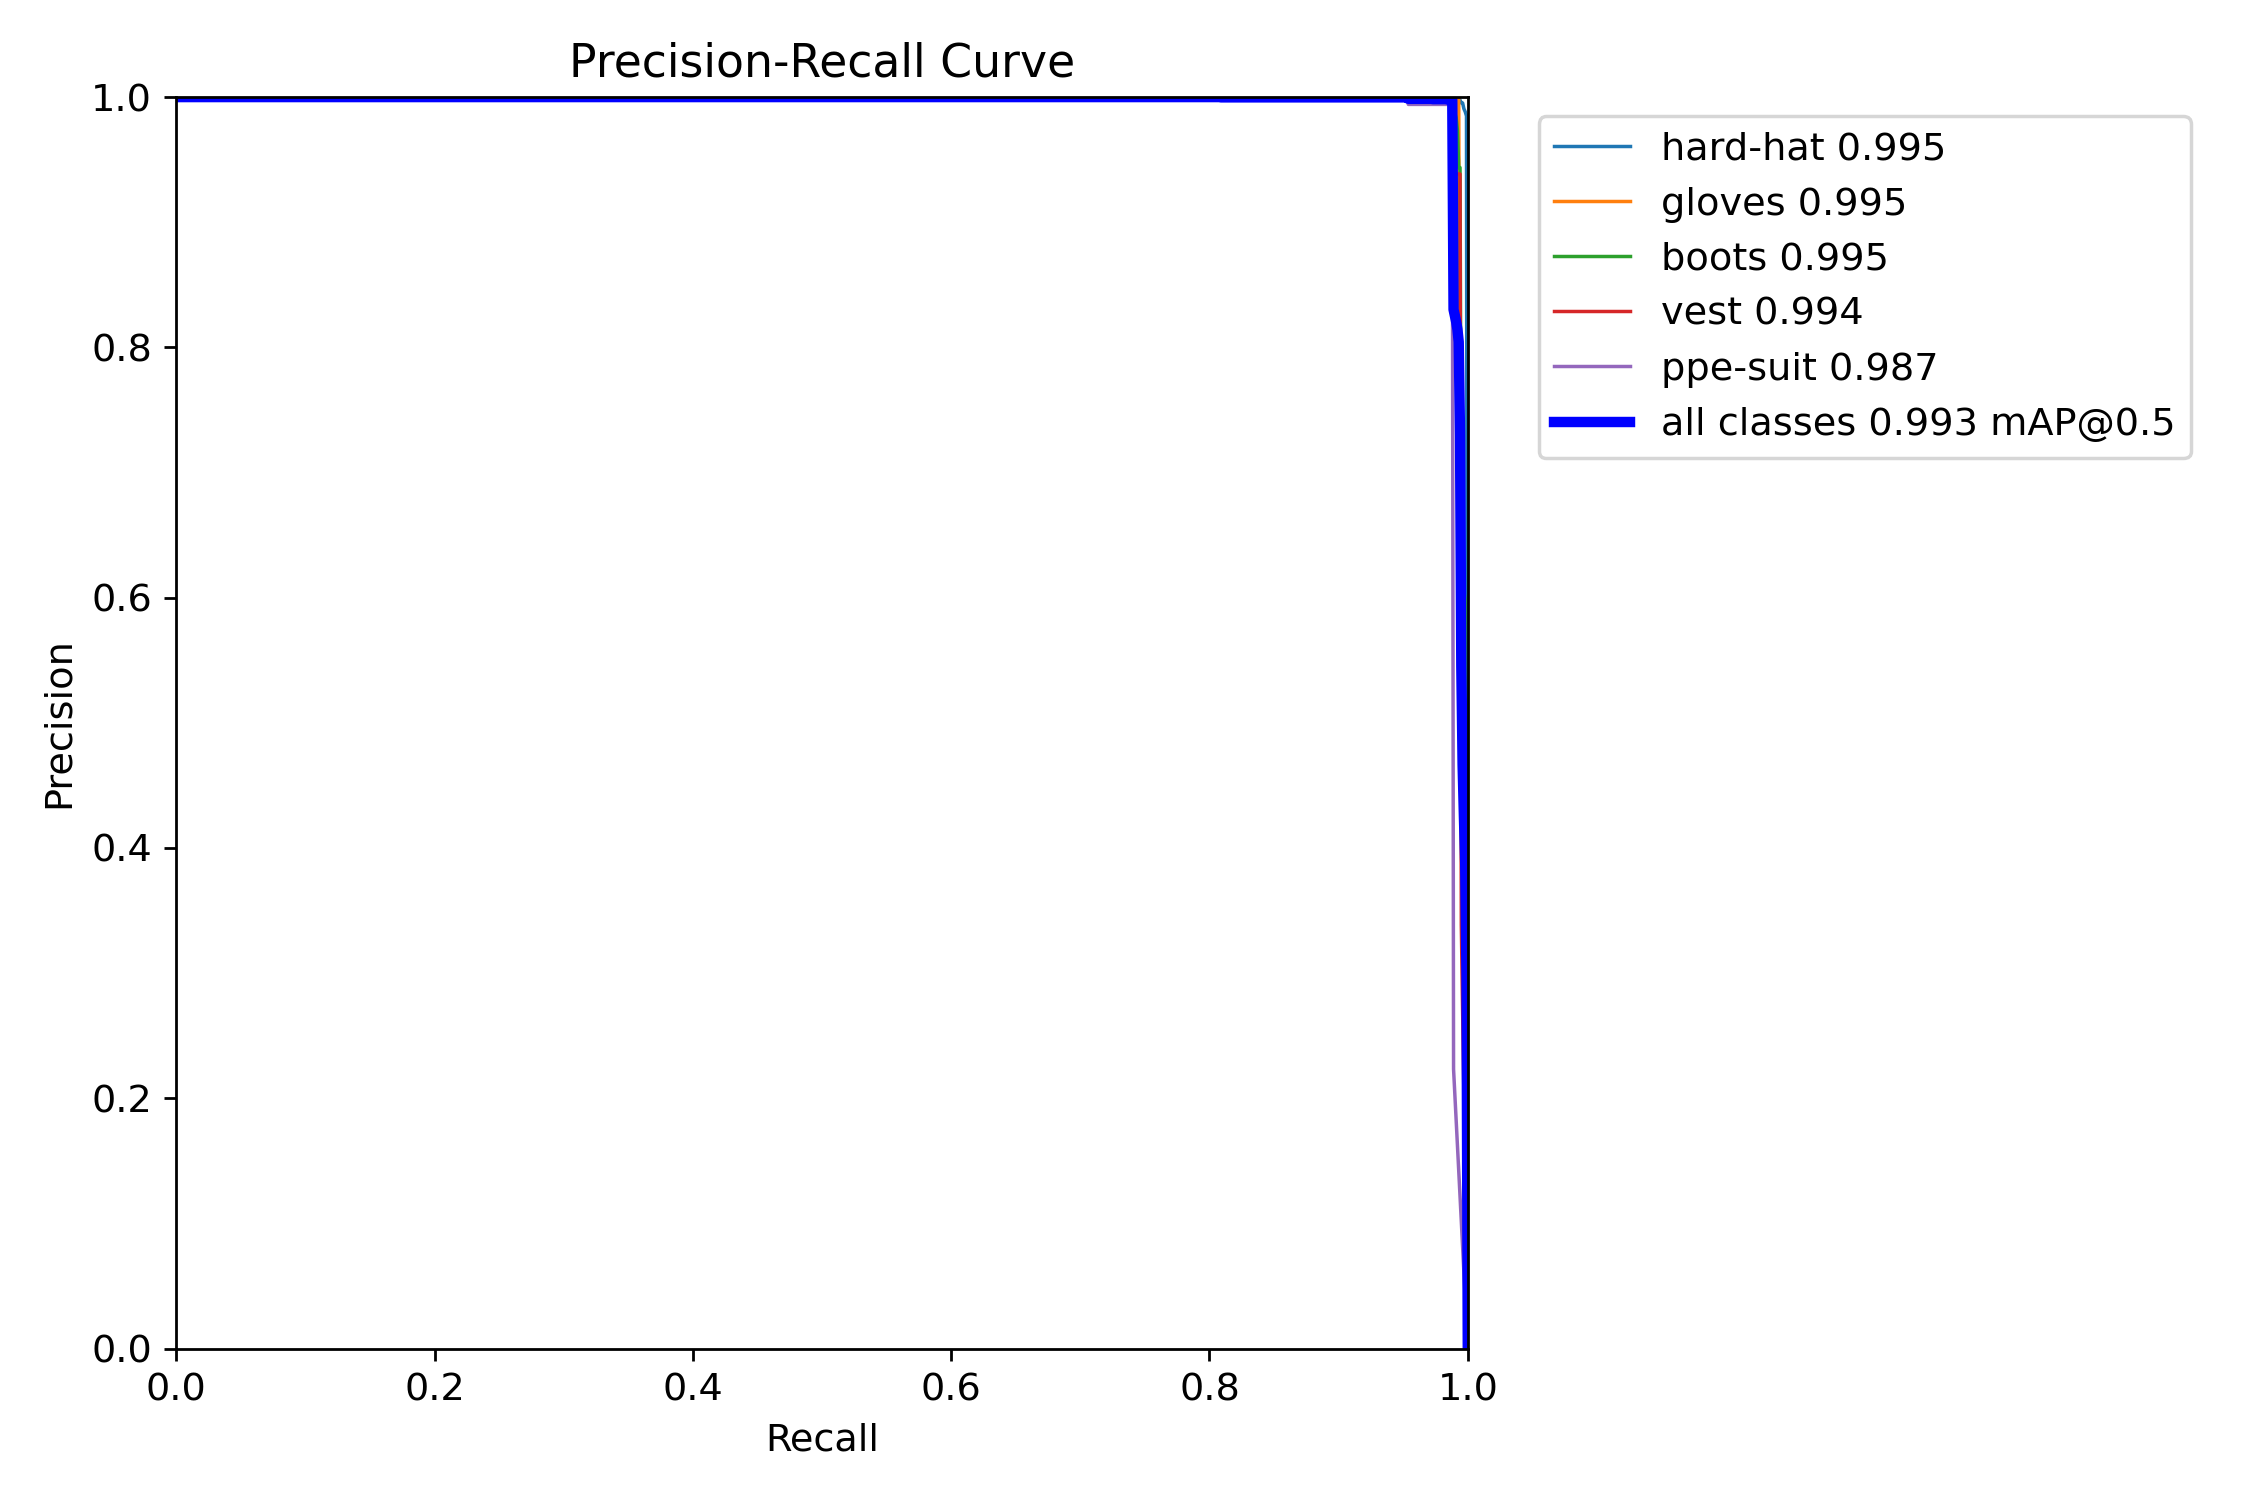 Precision-Recall Curve
1.0
0.8
0.6
0.4
0.2
0.0
Precision
0.0 0.2 0.4 0.6 0.8 1.0
Recall
hard-hat 0.995
gloves 0.995
boots 0.995
vest 0.994
ppe-suit 0.987
all classes 0.993 mAP@0.5